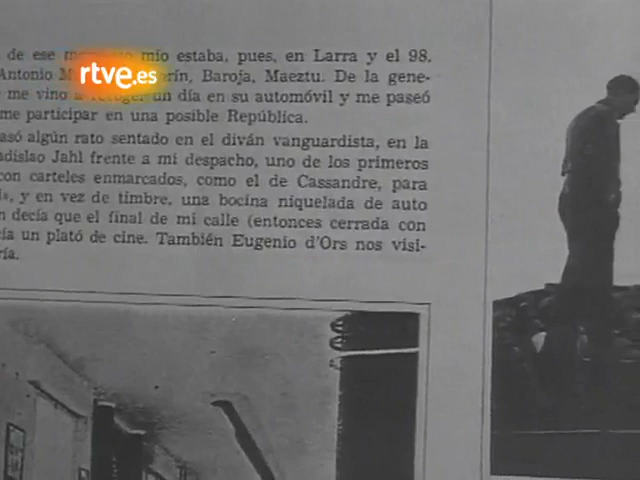 de ese mío estaba, pues, en Larra y el 98.
Antonio rín, Baroja, Maeztu. De la gene-
me vino a recoger un día en su automóvil y me paseó
me participar en una posible República.
asó algún rato sentado en el diván vanguardista, en la
adislao Jahl frente a mi despacho, uno de los primeros
con carteles enmarcados, como el de Cassandre, para
y en vez de timbre, una bocina niquelada de auto
n decía que el final de mi calle (entonces cerrada con
ía un plató de cine. También Eugenio d'Ors nos visi-
ría.
rtve.es